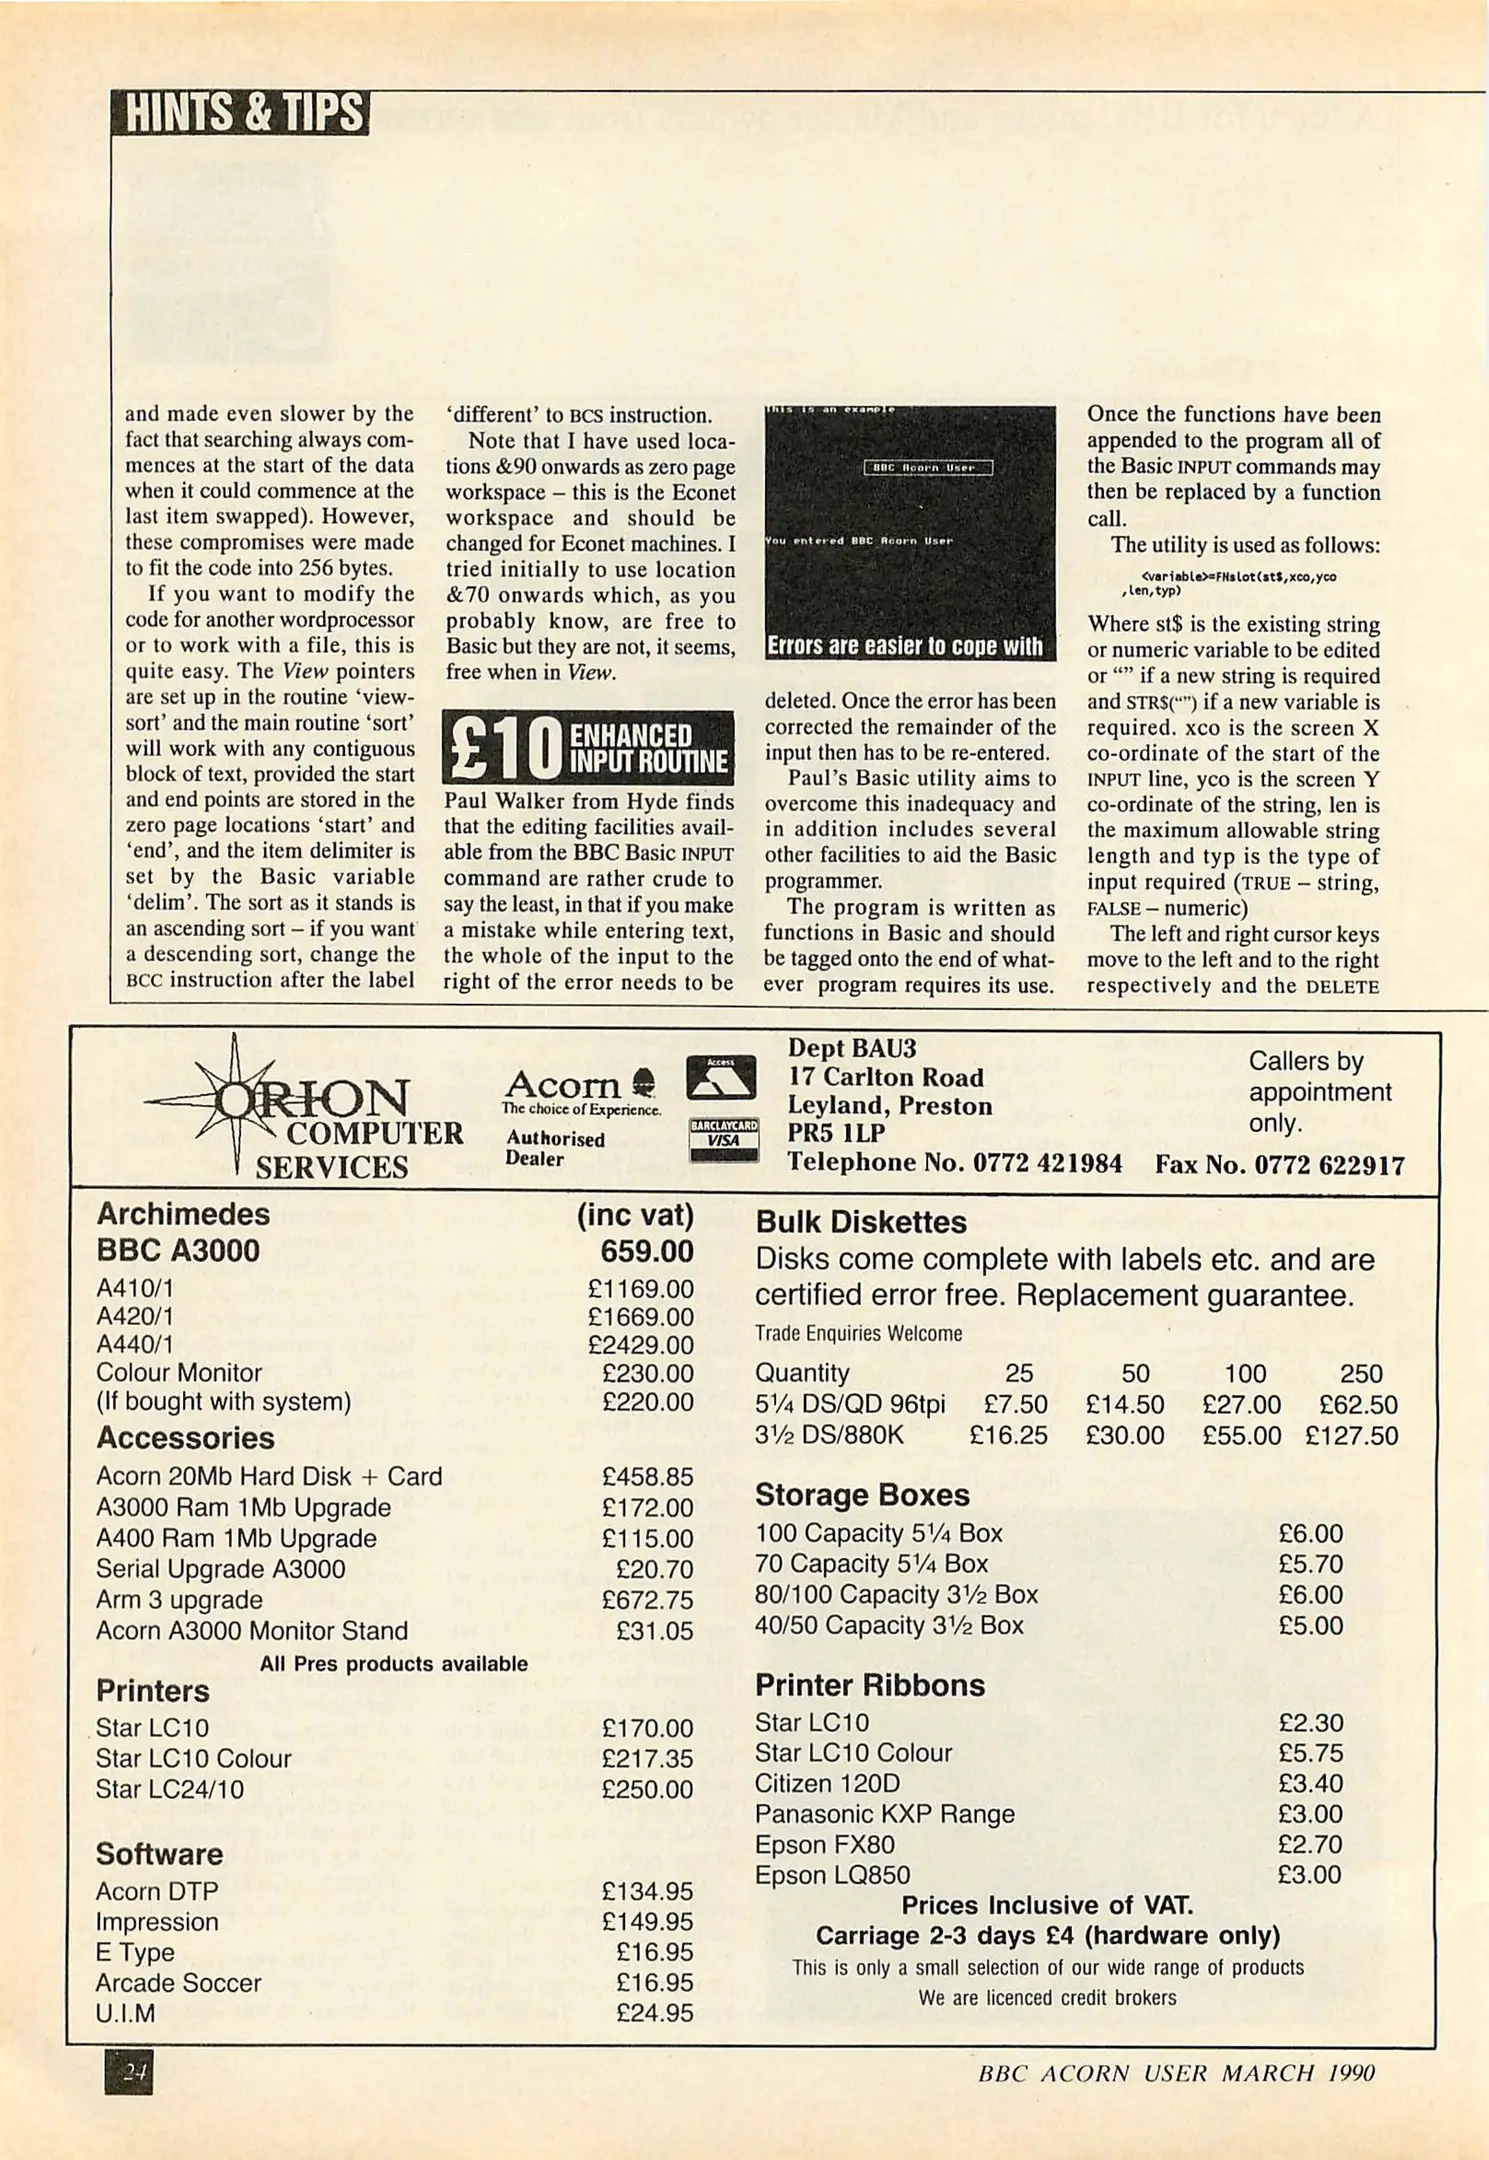 HINTS & TIPS
and made even slower by the
fact that searching always com-
mences at the start of the data
when it could commence at the
last item swapped). However,
these compromises were made
to fit the code into 256 bytes.
If you want to modify the
code for another wordprocessor
or to work with a file, this is
quite easy. The View pointers
are set up in the routine ‘view-
sort’ and the main routine ‘sort’
will work with any contiguous
block of text, provided the start
and end points are stored in the
zero page locations ‘start’ and
‘end’, and the item delimiter is
set by the Basic variable
‘delim’. The sort as it stands is
an ascending sort – if you want
a descending sort, change the
BCC instruction after the label
‘different’ to BCS instruction.
Note that I have used loca-
tions &90 onwards as zero page
workspace – this is the Econet
workspace and should be
changed for Econet machines. I
tried initially to use location
&70 onwards which, as you
probably know, are free to
Basic but they are not, it seems,
free when in View.
£10 ENHANCED
INPUT ROUTINE
Paul Walker from Hyde finds
that the editing facilities avail-
able from the BBC Basic INPUT
command are rather crude to
say the least, in that if you make
a mistake while entering text,
the whole of the input to the
right of the error needs to be
This is an example
BBC Acorn User
You entered BBC Acorn User
Errors are easier to cope with
deleted. Once the error has been
corrected the remainder of the
input then has to be re-entered.
Paul’s Basic utility aims to
overcome this inadequacy and
in addition includes several
other facilities to aid the Basic
programmer.
The program is written as
functions in Basic and should
be tagged onto the end of what-
ever program requires its use.
Once the functions have been
appended to the program all of
the Basic INPUT commands may
then be replaced by a function
call.
The utility is used as follows:
<variable>=FNslot(st$,xco,yco
,len,typ)
Where st$ is the existing string
or numeric variable to be edited
or “” if a new string is required
and STR$(“”) if a new variable is
required. xco is the screen X
co-ordinate of the start of the
INPUT line, yco is the screen Y
co-ordinate of the string, len is
the maximum allowable string
length and typ is the type of
input required (TRUE – string,
FALSE – numeric)
The left and right cursor keys
move to the left and to the right
respectively and the DELETE
ORION
COMPUTER
SERVICES
Acorn
The choice of Experience.
Authorised
Dealer
Access
BARCLAYCARD
VISA
Dept BAU3
17 Carlton Road
Leyland, Preston
PR5 1LP
Telephone No. 0772 421984 Fax No. 0772 622917
Callers by
appointment
only.
Archimedes (inc vat)
BBC A3000 659.00
A410/1 £1169.00
A420/1 £1669.00
A440/1 £2429.00
Colour Monitor £230.00
(If bought with system) £220.00
Accessories
Acorn 20Mb Hard Disk + Card £458.85
A3000 Ram 1Mb Upgrade £172.00
A400 Ram 1Mb Upgrade £115.00
Serial Upgrade A3000 £20.70
Arm 3 upgrade £672.75
Acorn A3000 Monitor Stand £31.05
All Pres products available
Printers
Star LC10 £170.00
Star LC10 Colour £217.35
Star LC24/10 £250.00
Software
Acorn DTP £134.95
Impression £149.95
E Type £16.95
Arcade Soccer £16.95
U.I.M £24.95
Bulk Diskettes
Disks come complete with labels etc. and are
certified error free. Replacement guarantee.
Trade Enquiries Welcome
Quantity 25 50 100 250
5¼ DS/QD 96tpi £7.50 £14.50 £27.00 £62.50
3½ DS/880K £16.25 £30.00 £55.00 £127.50
Storage Boxes
100 Capacity 5¼ Box £6.00
70 Capacity 5¼ Box £5.70
80/100 Capacity 3½ Box £6.00
40/50 Capacity 3½ Box £5.00
Printer Ribbons
Star LC10 £2.30
Star LC10 Colour £5.75
Citizen 120D £3.40
Panasonic KXP Range £3.00
Epson FX80 £2.70
Epson LQ850 £3.00
Prices Inclusive of VAT.
Carriage 2-3 days £4 (hardware only)
This is only a small selection of our wide range of products
We are licenced credit brokers
24
BBC ACORN USER MARCH 1990